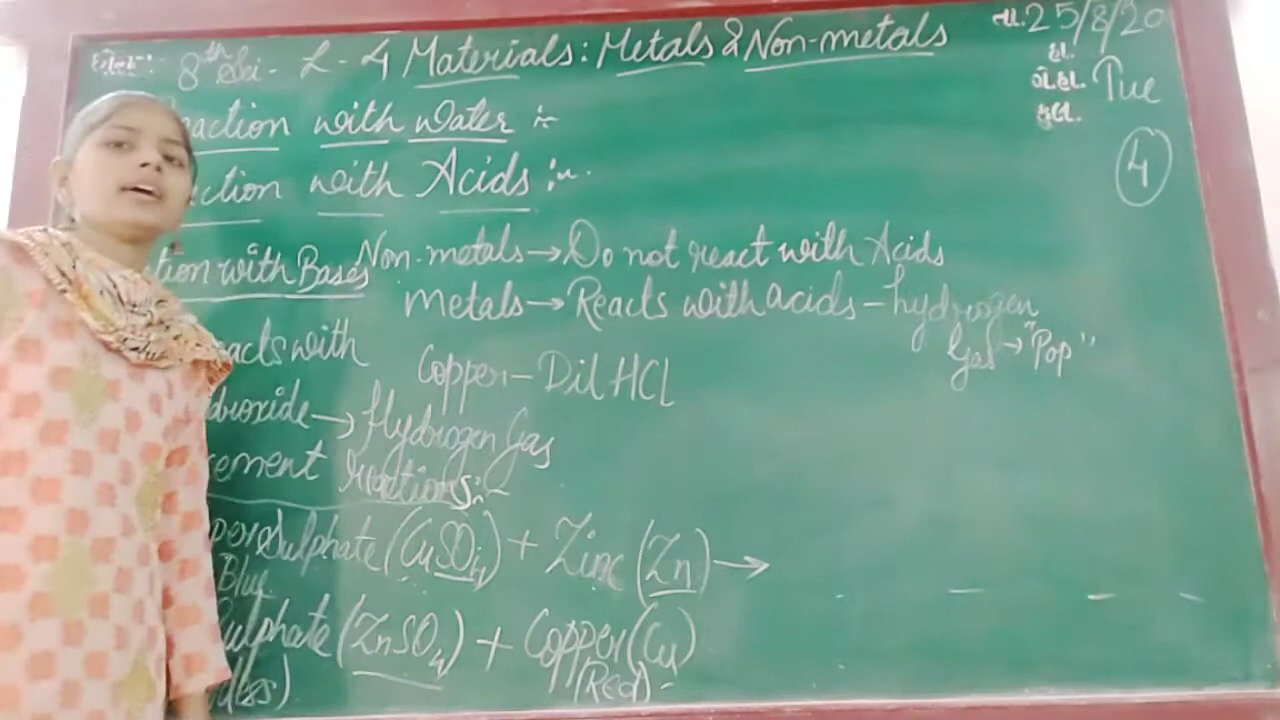 8th Sci- L-4 Materials: Metals & Non-metals
તા. 25/8/20
હા.
ગે.હા. Tue
કુલ.
4
action with Water :-
ction with Acids :-
tion with Bases
Non-metals → Do not react with Acids
Metals → Reacts with acids - hydrogen
gas → "Pop"
acts with
Copper - Dil HCL
droxide → Hydrogen Gas
cement reactions:-
per Sulphate (CuSO4) + Zinc (Zn) →
Blue
Sulphate (ZnSO4) + Copper (Cu)
(Red)